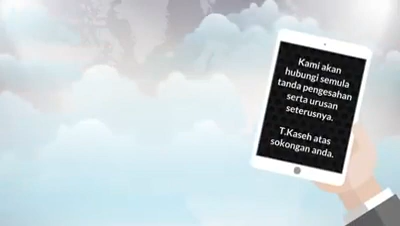 Kami akan
hubungi semula
tanda pengesahan
serta urusan
seterusnya.
T.Kaseh atas
sokongan anda.